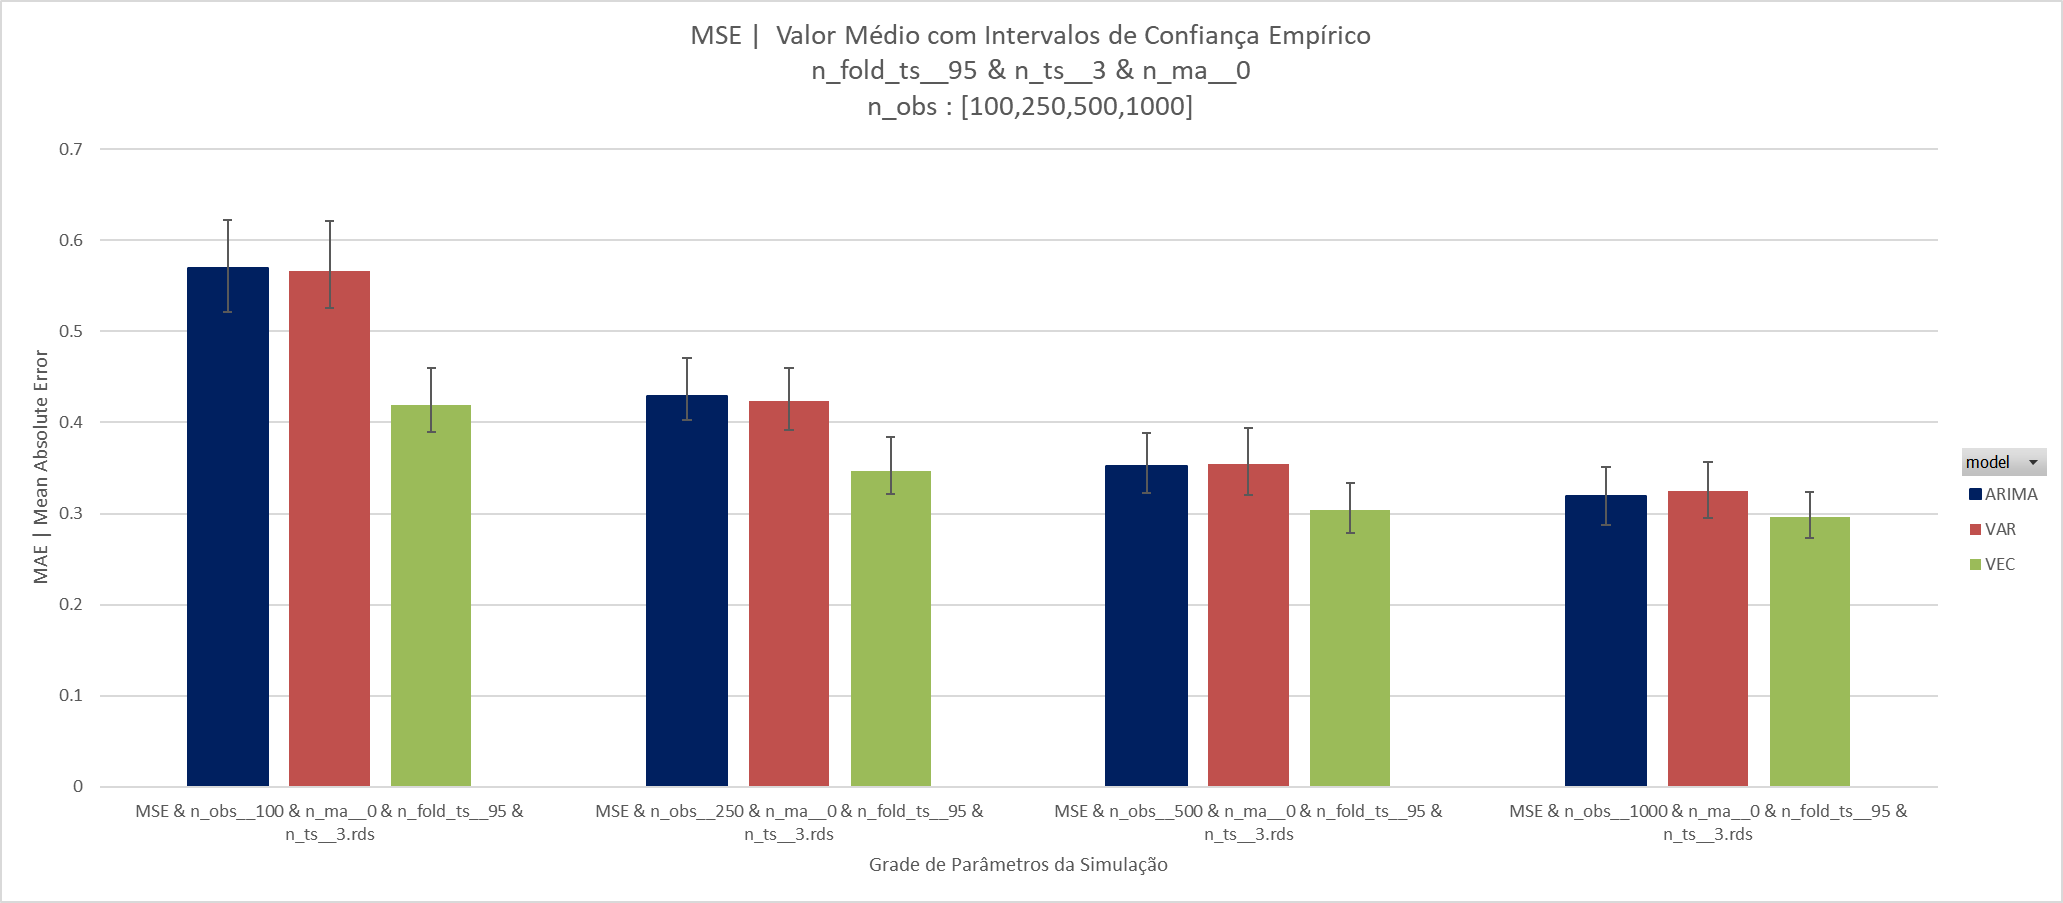 MSE | Valor Médio com Intervalos de Confiança Empírico
n_fold_ts__95 & n_ts__3 & n_ma__0
n_obs : [100,250,500,1000]
MAE | Mean Absolute Error
0.7
0.6
0.5
0.4
0.3
0.2
0.1
0
MSE & n_obs__100 & n_ma__0 & n_fold_ts__95 &
n_ts__3.rds
MSE & n_obs__250 & n_ma__0 & n_fold_ts__95 &
n_ts__3.rds
MSE & n_obs__500 & n_ma__0 & n_fold_ts__95 &
n_ts__3.rds
MSE & n_obs__1000 & n_ma__0 & n_fold_ts__95 &
n_ts__3.rds
Grade de Parâmetros da Simulação
model
ARIMA
VAR
VEC